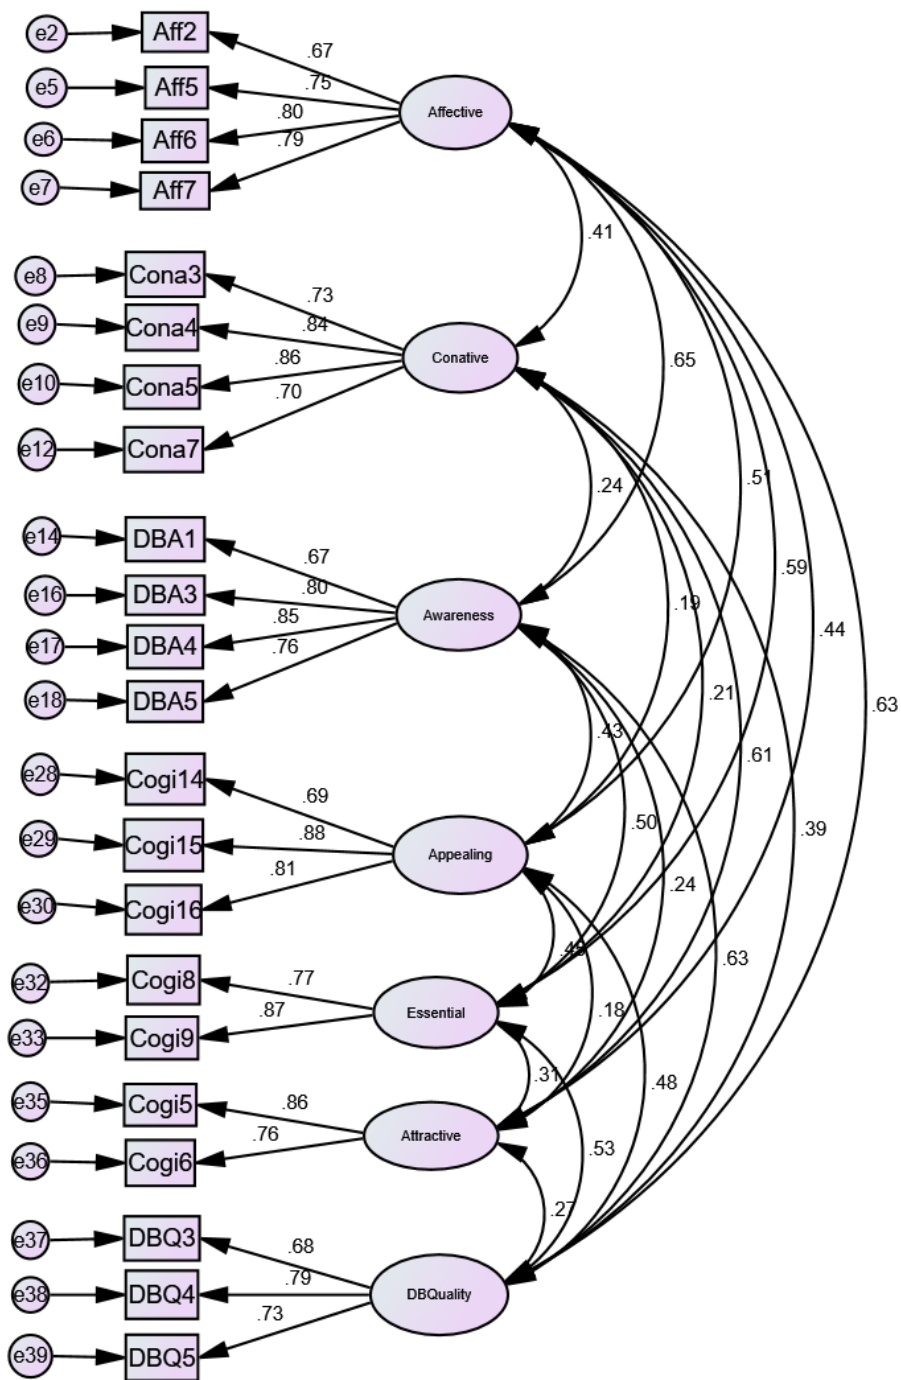 e2
Aff2
.67
e5
Aff5
.75
e6
Aff6
.80
e7
Aff7
.79
Affective
.41
e8
Cona3
.73
e9
Cona4
.84
e10
Cona5
.86
e12
Cona7
.70
Conative
.65
.24
.51
e14
DBA1
.67
e16
DBA3
.80
e17
DBA4
.85
e18
DBA5
.76
Awareness
.59
.19
.44
.21
.63
.43
.61
e28
Cogi14
.69
e29
Cogi15
.88
e30
Cogi16
.81
Appealing
.50
.39
.24
.63
e32
Cogi8
.77
e33
Cogi9
.87
Essential
.18
.31
.48
e35
Cogi5
.86
e36
Cogi6
.76
Attractive
.53
.27
e37
DBQ3
.68
e38
DBQ4
.79
e39
DBQ5
.73
DBQuality